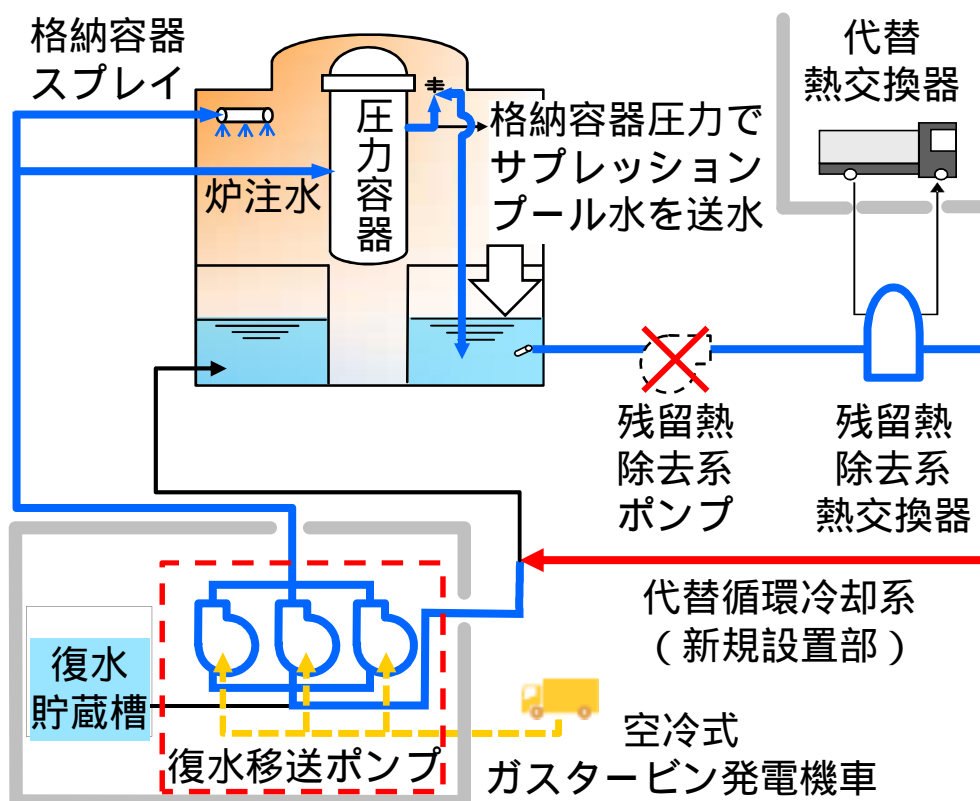 格納容器
スプレイ
代替
熱交換器
圧力容器
格納容器圧力で
サプレッション
プール水を送水
炉注水
残留熱
除去系
ポンプ
残留熱
除去系
熱交換器
代替循環冷却系
（新規設置部）
復水
貯蔵槽
復水移送ポンプ
空冷式
ガスタービン発電機車